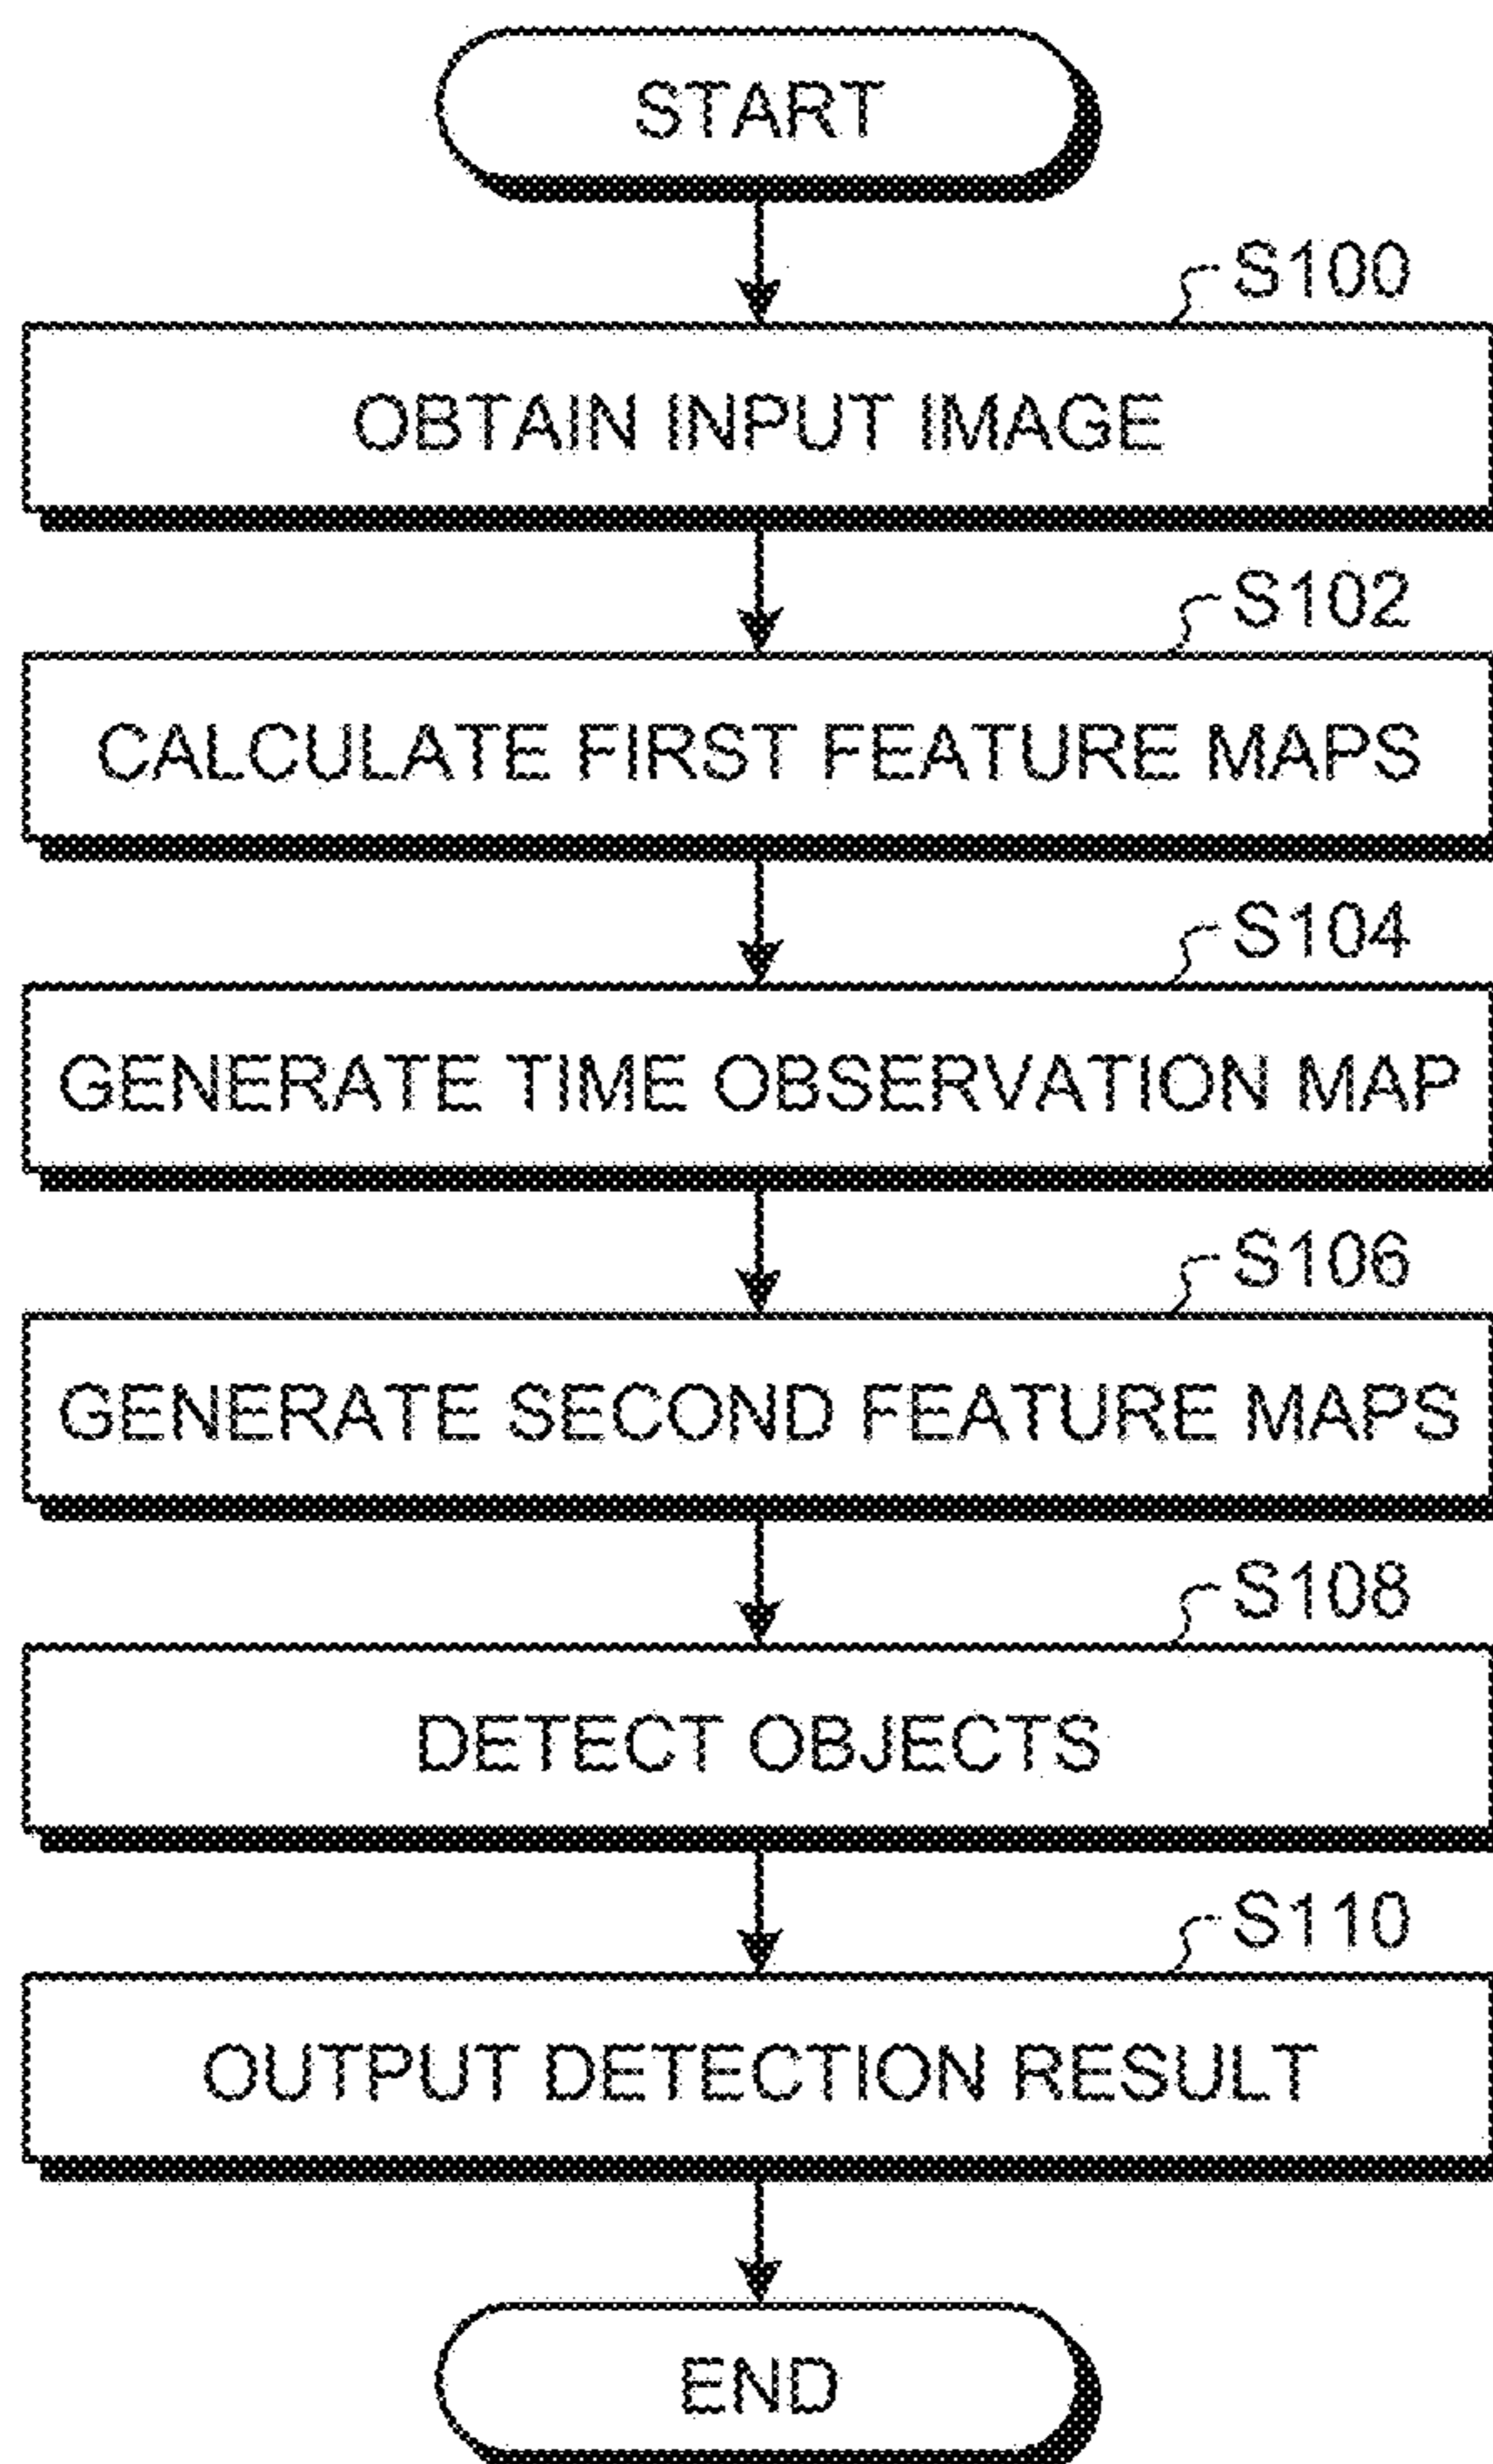 START
S100
OBTAIN INPUT IMAGE
S102
CALCULATE FIRST FEATURE MAPS
S104
GENERATE TIME OBSERVATION MAP
S106
GENERATE SECOND FEATURE MAPS
S108
DETECT OBJECTS
S110
OUTPUT DETECTION RESULT
END